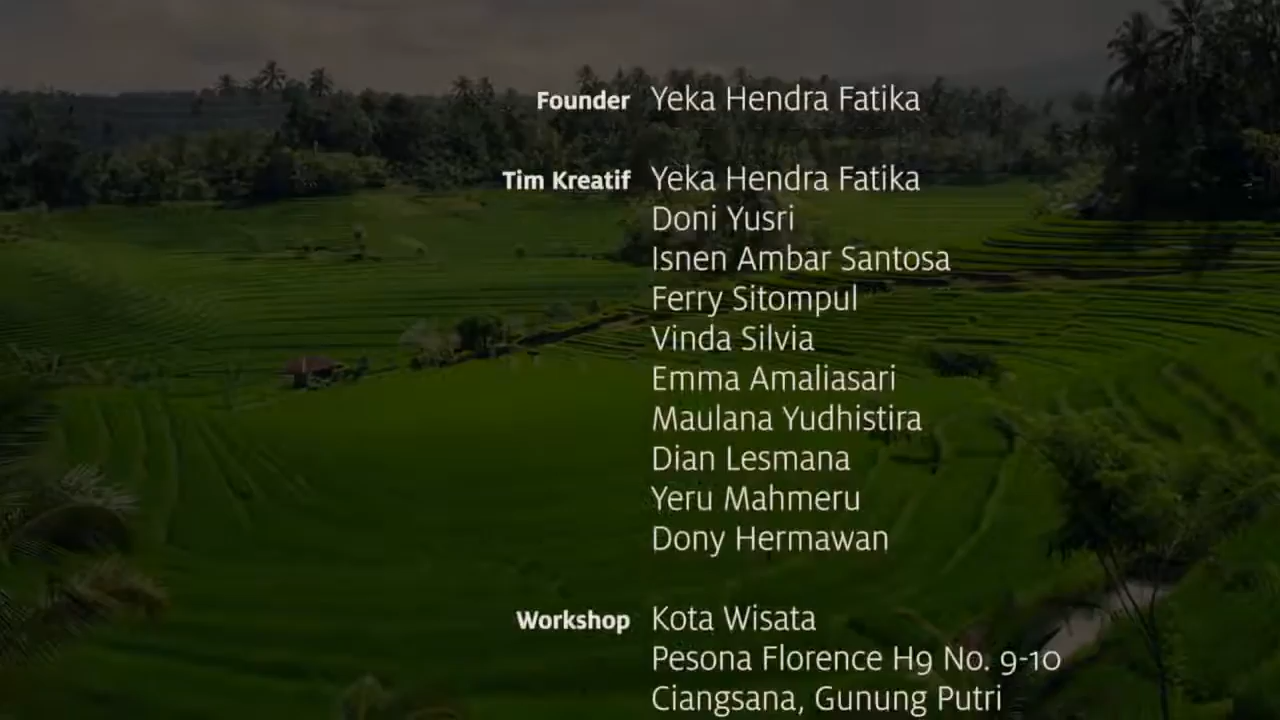 Founder Yeka Hendra Fatika
Tim Kreatif Yeka Hendra Fatika
Doni Yusri
Isnen Ambar Santosa
Ferry Sitompul
Vinda Silvia
Emma Amaliasari
Maulana Yudhistira
Dian Lesmana
Yeru Mahmeru
Dony Hermawan
Workshop Kota Wisata
Pesona Florence H9 No. 9-10
Ciangsana, Gunung Putri